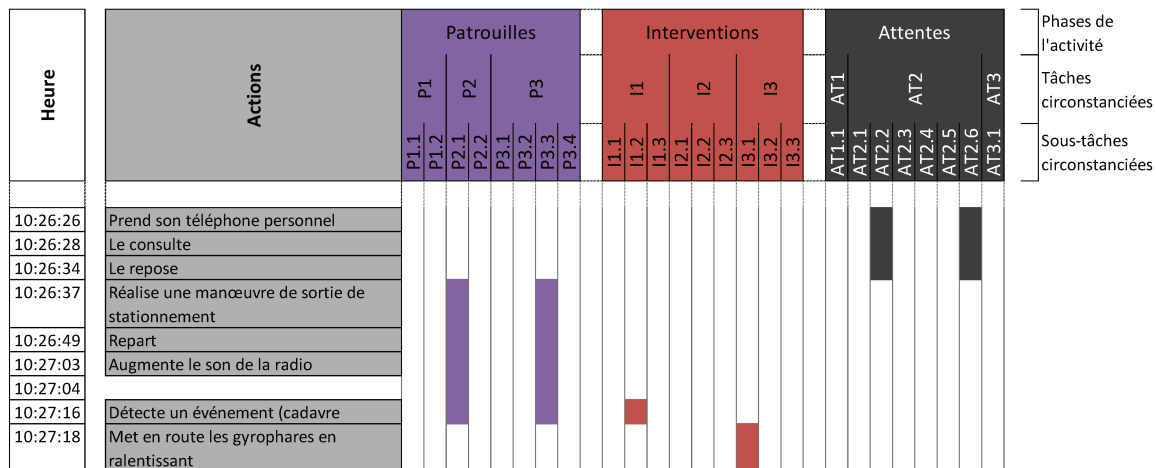 Heure
Actions
Patrouilles
Interventions
Attentes
Phases de
l'activité
P1
P2
P3
I1
I2
I3
AT1
AT2
AT3
Tâches
circonstanciées
P1.1
P1.2
P2.1
P2.2
P3.1
P3.2
P3.3
P3.4
I1.1
I1.2
I1.3
I2.1
I2.2
I2.3
I3.1
I3.2
I3.3
AT1.1
AT2.1
AT2.2
AT2.3
AT2.4
AT2.5
AT2.6
AT3.1
Sous-tâches
circonstanciées
10:26:26 Prend son téléphone personnel
10:26:28 Le consulte
10:26:34 Le repose
10:26:37 Réalise une manœuvre de sortie de
stationnement
10:26:49 Repart
10:27:03 Augmente le son de la radio
10:27:04
10:27:16 Détecte un événement (cadavre
10:27:18 Met en route les gyrophares en
ralentissant